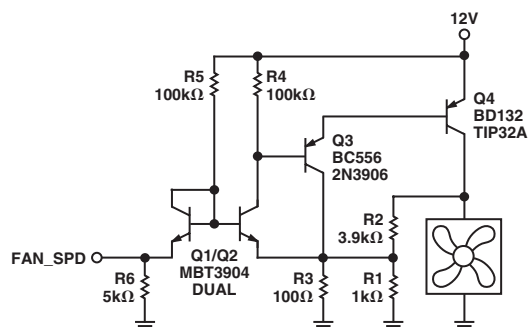 12V
R5
100kΩ
R4
100kΩ
Q4
BD132
TIP32A
Q3
BC556
2N3906
R2
3.9kΩ
FAN_SPD
Q1/Q2
MBT3904
DUAL
R6
5kΩ
R3
100Ω
R1
1kΩ